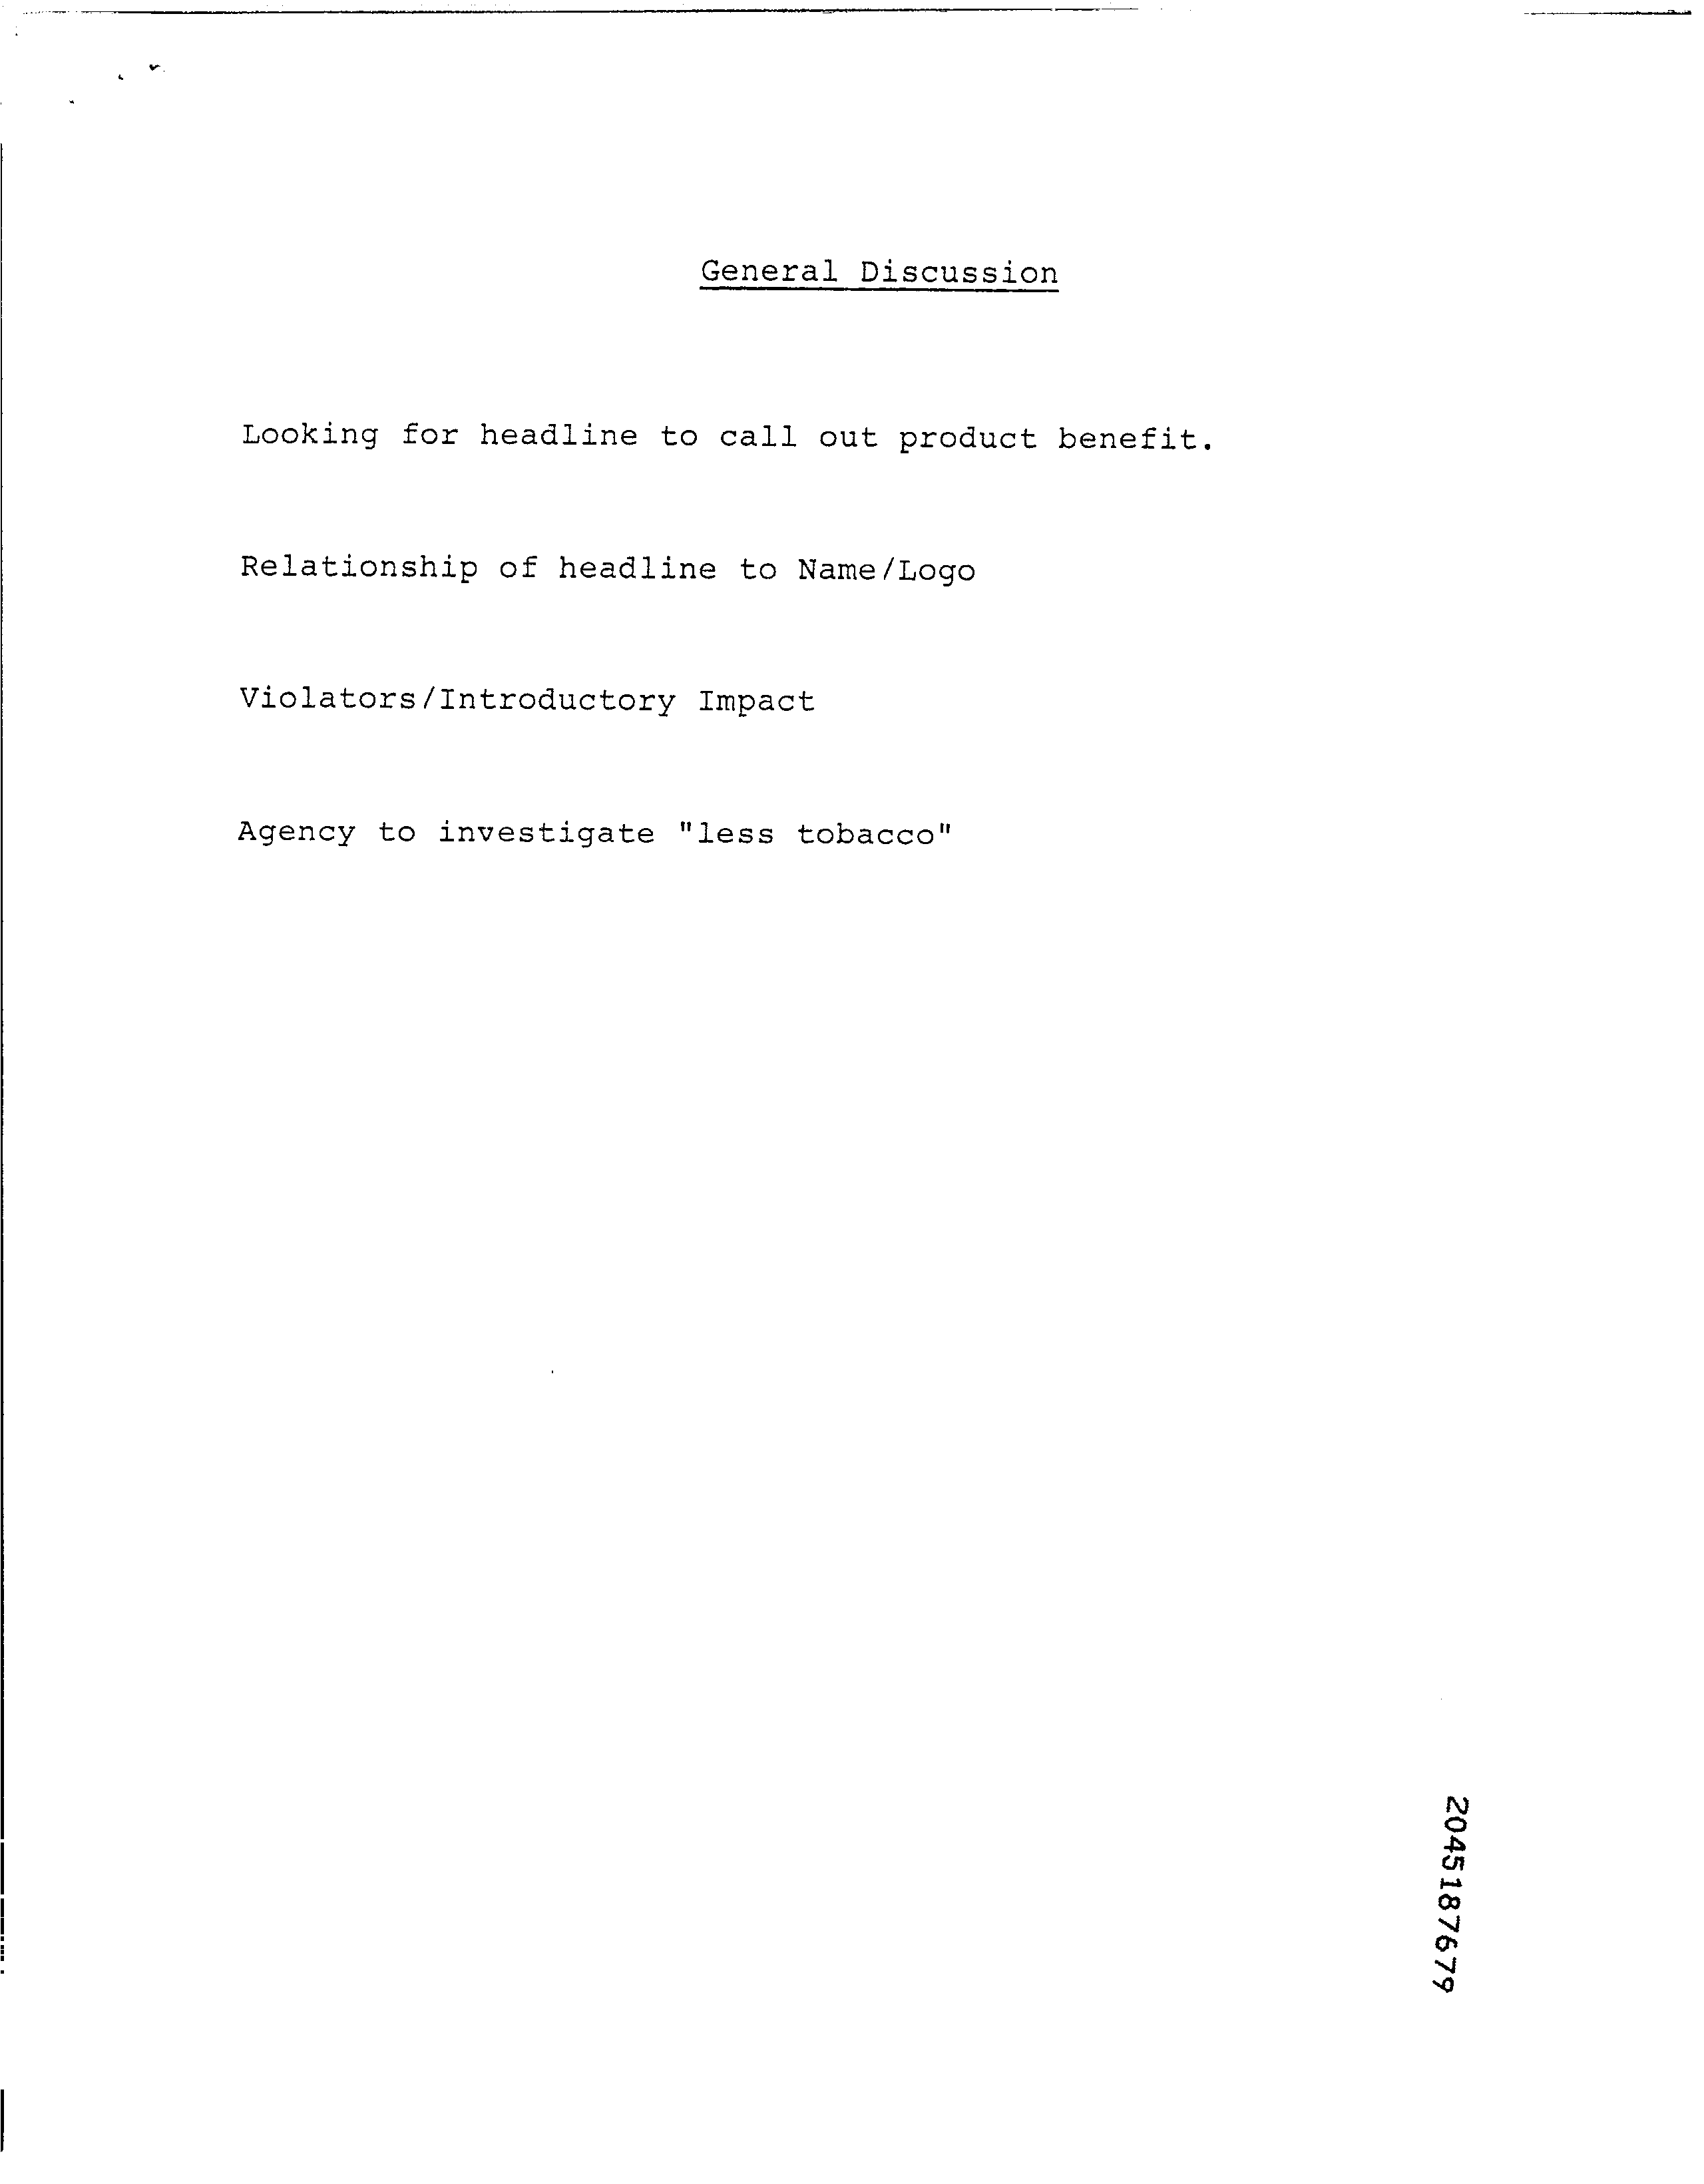 General Discussion
Looking for headline to call out product benefit.
Relationship of headline to Name/Logo
Violators/Introductory Impact
Agency to investigate "less tobacco"
2045187679